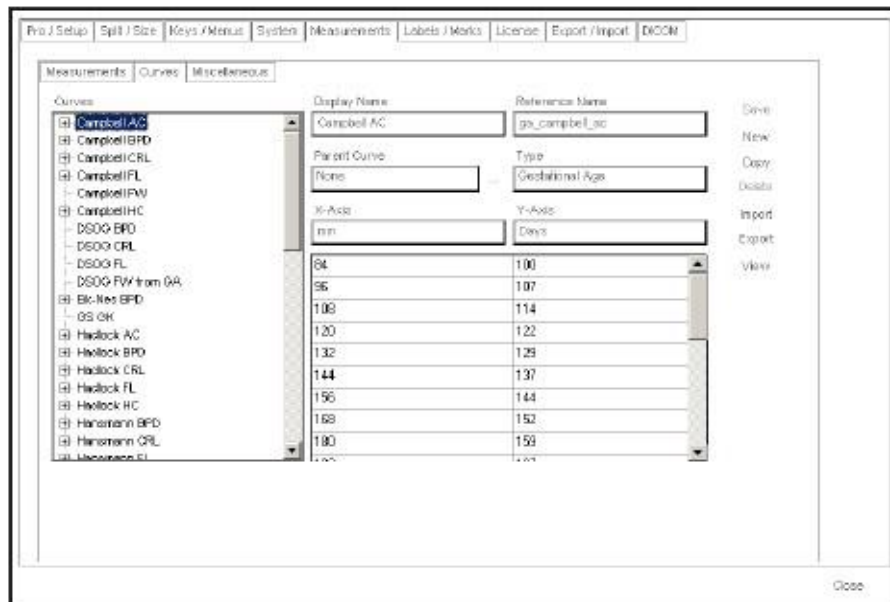 Pro / Setup Split / Size Keys / Menus System Measurements Labels / Marks License Export / Import DICOM
Measurements Curves Miscellaneous
Curves
Campbell AC
Campbell BPD
Campbell CRL
Campbell FL
Campbell FW
Campbell HC
DSOG BPD
DSOG CRL
DSOG FL
DSOG FW from GA
Eik-Nes BPD
GS GK
Hadlock AC
Hadlock BPD
Hadlock CRL
Hadlock FL
Hadlock HC
Hansmann BPD
Hansmann CRL
Hansmann FL
Display Name Reference Name
Campbell AC ga_campbell_ac
Parent Curve Type
None ... Gestational Age
X-Axis Y-Axis
mm Days
84 100
96 107
108 114
120 122
132 129
144 137
156 144
168 152
180 159
Save
New
Copy
Delete
Import
Export
View
Close